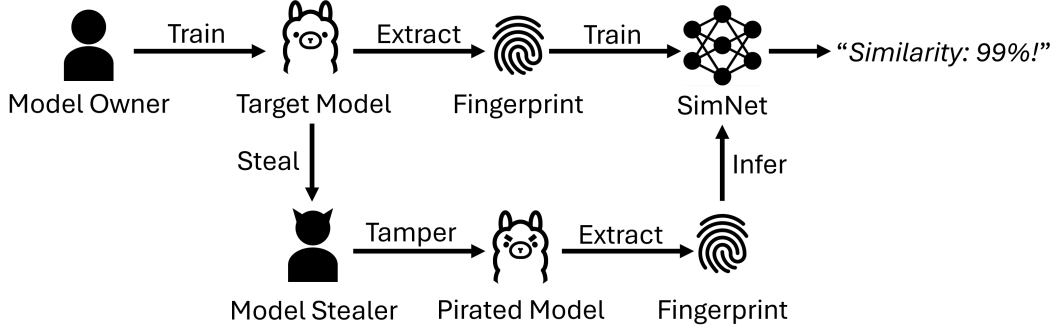 Train
Extract
Train
“Similarity: 99%!”
Model Owner
Target Model
Fingerprint
SimNet
Steal
Infer
Tamper
Extract
Model Stealer
Pirated Model
Fingerprint